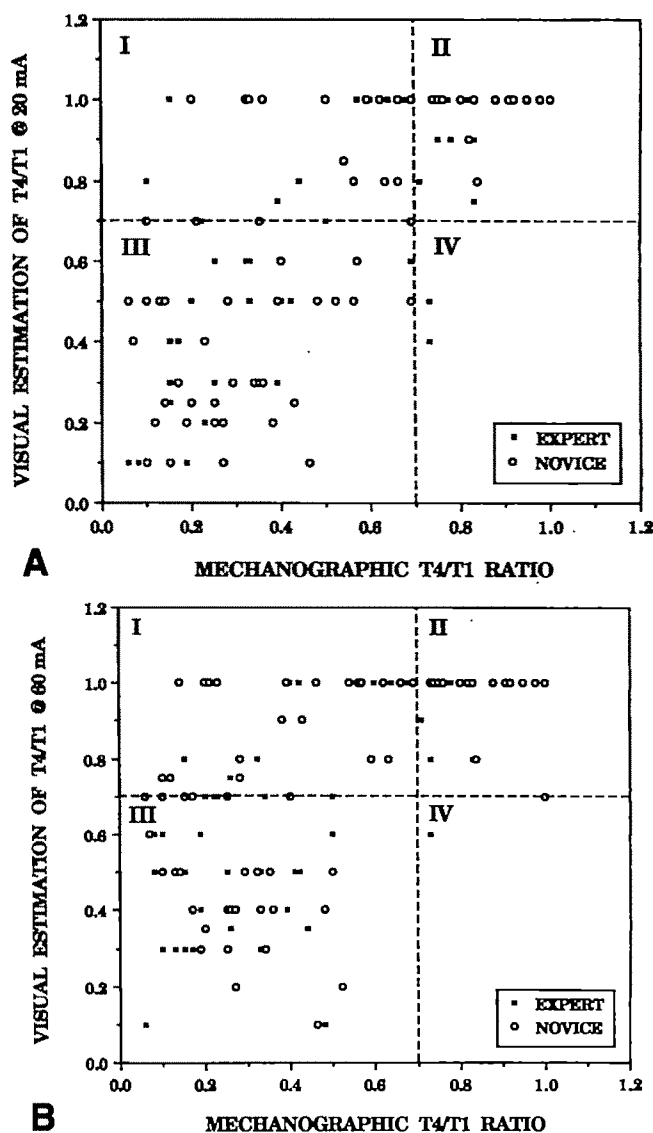 VISUAL ESTIMATION OF T4/T1 @ 20 mA
1.2
1.0
0.8
0.6
0.4
0.2
0.0
I
II
III
IV
EXPERT
NOVICE
0.0 0.2 0.4 0.6 0.8 1.0 1.2
A
MECHANOGRAPHIC T4/T1 RATIO
VISUAL ESTIMATION OF T4/T1 @ 60 mA
1.2
1.0
0.8
0.6
0.4
0.2
0.0
I
II
III
IV
EXPERT
NOVICE
0.0 0.2 0.4 0.6 0.8 1.0 1.2
B
MECHANOGRAPHIC T4/T1 RATIO